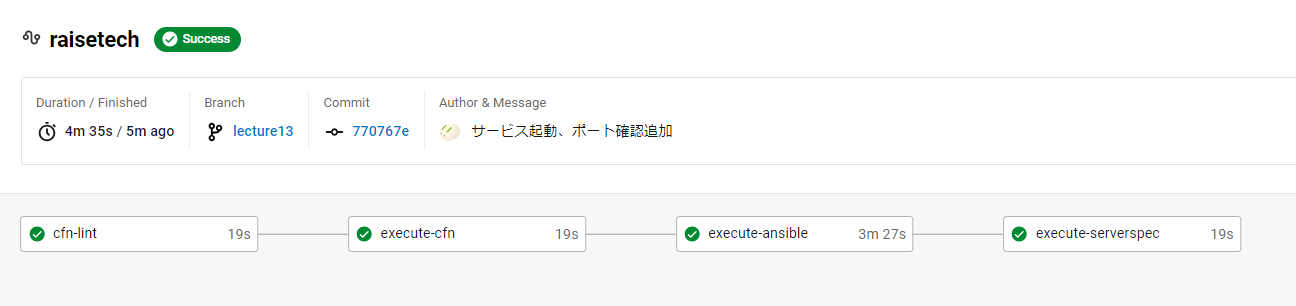 raisetech Success
Duration / Finished Branch Commit Author & Message
4m 35s / 5m ago lecture13 770767e サービス起動、ポート確認追加
cfn-lint 19s execute-cfn 19s execute-ansible 3m 27s execute-serverspec 19s